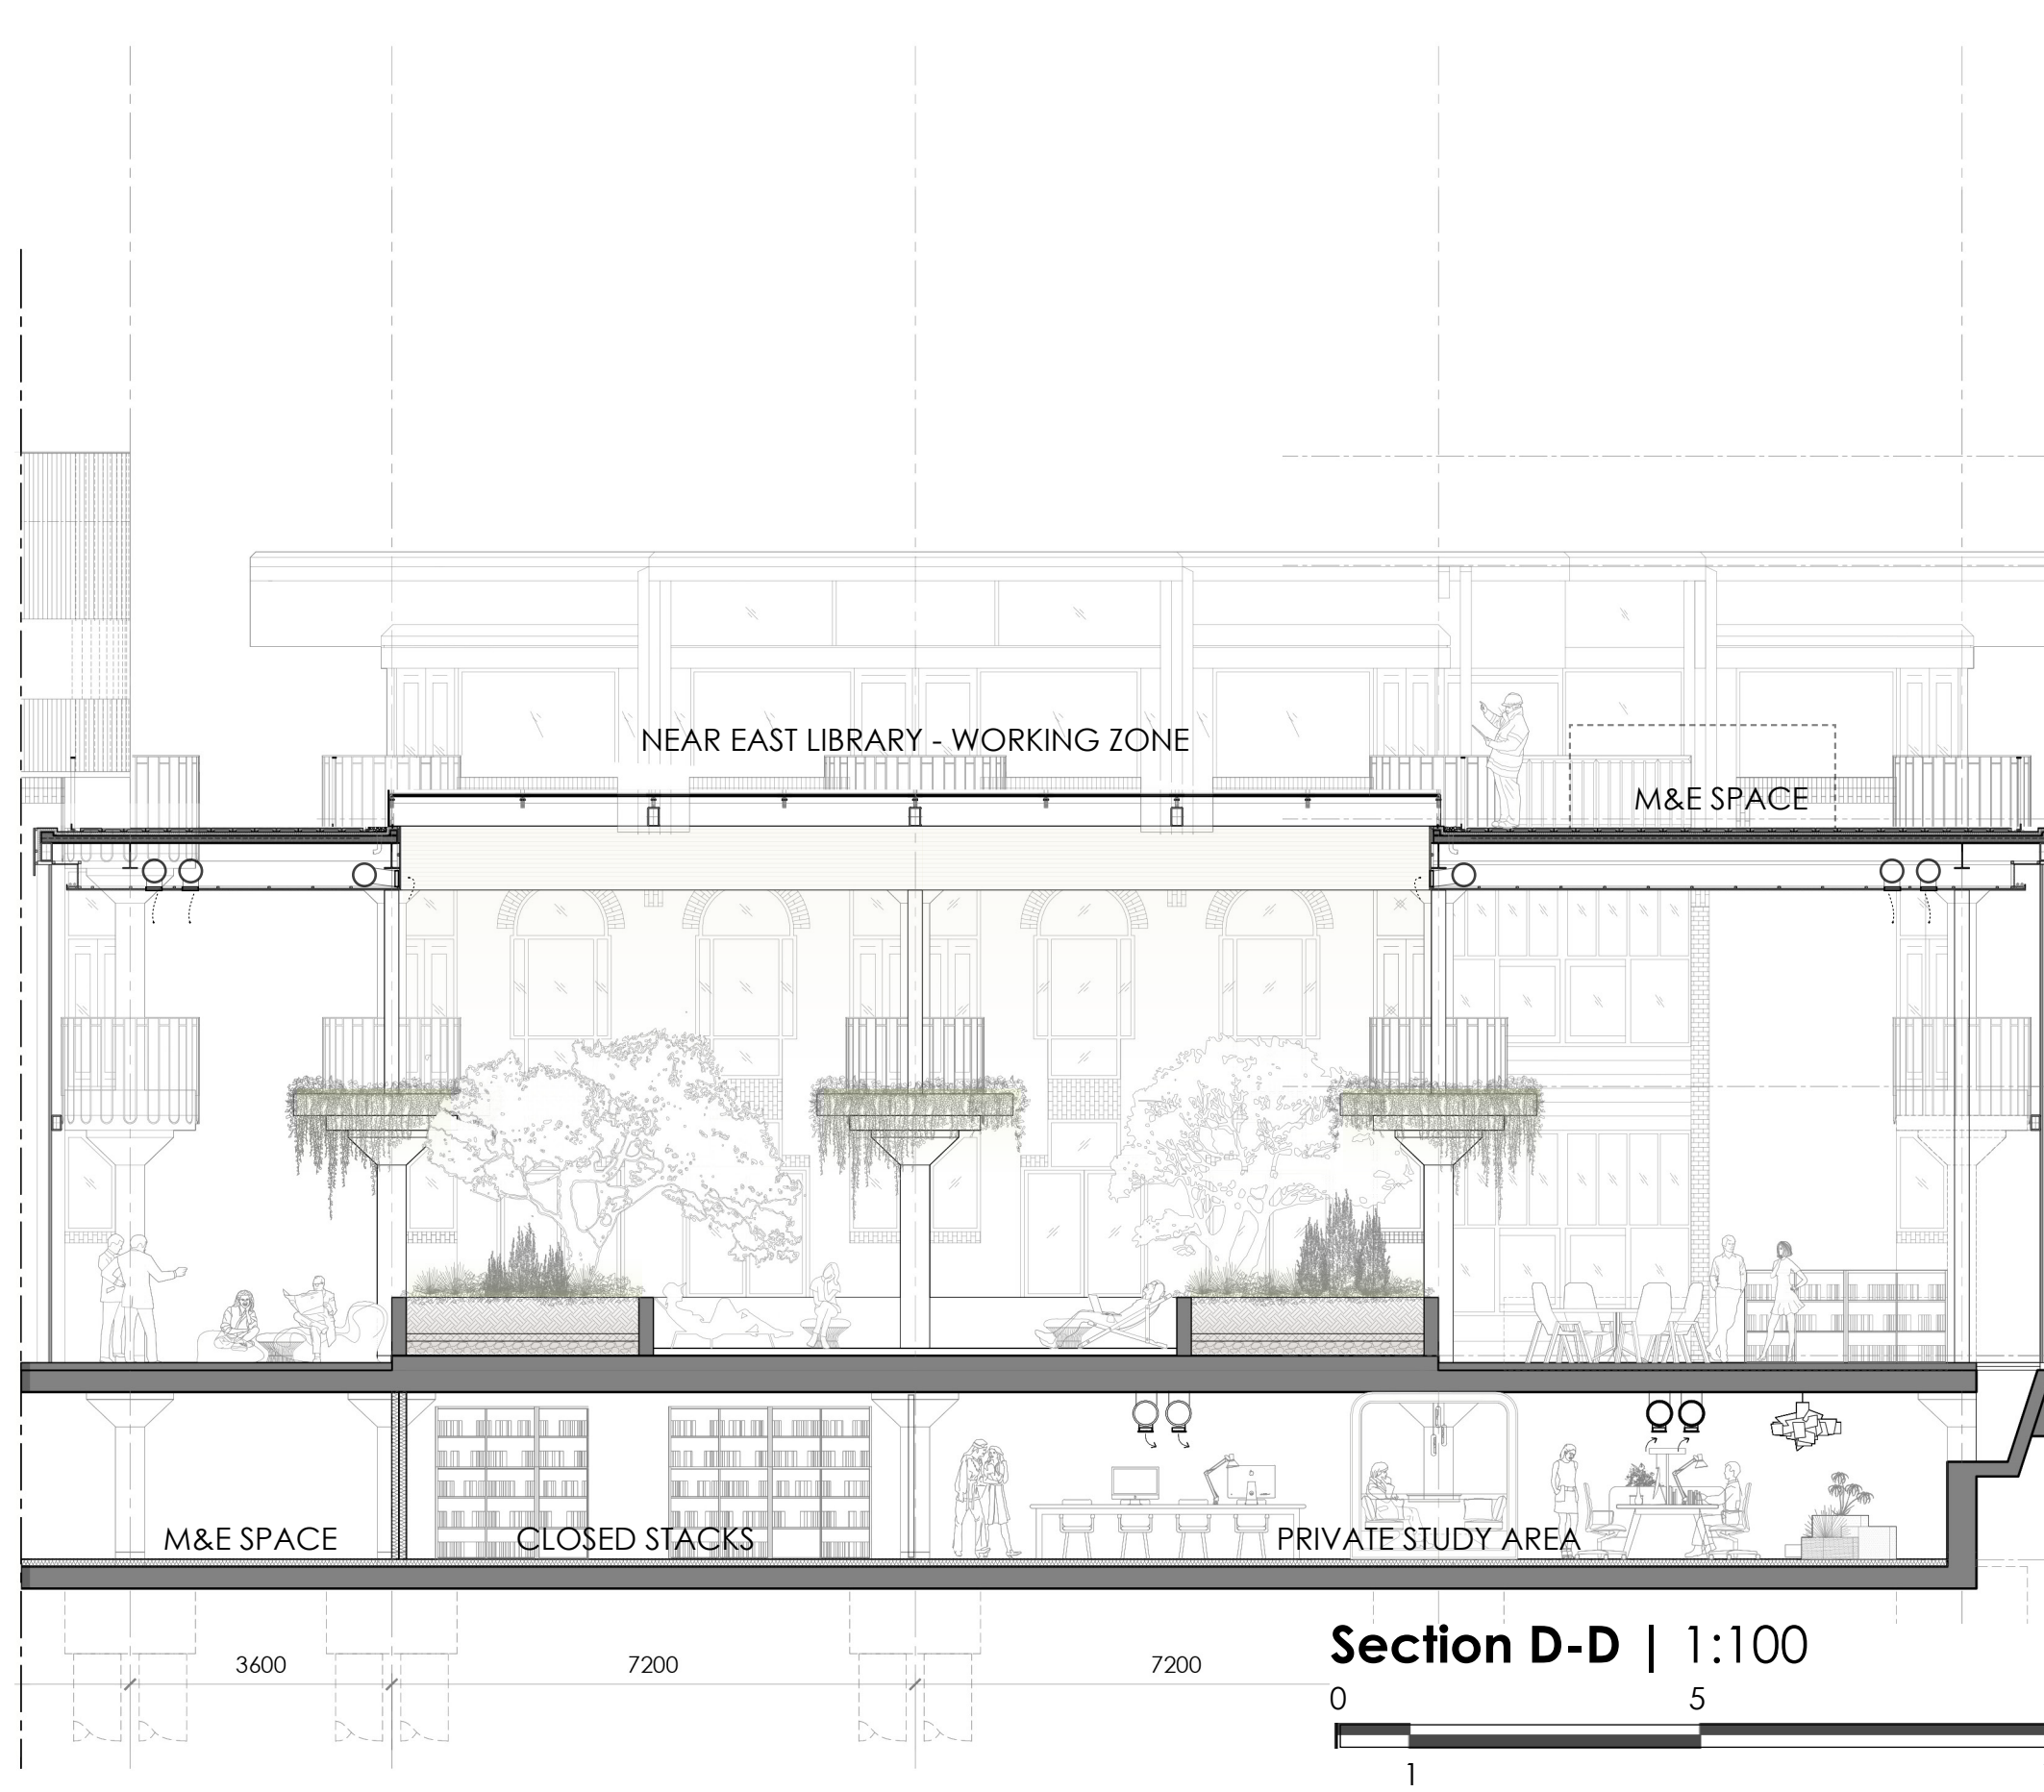 NEAR EAST LIBRARY - WORKING ZONE
M&E SPACE
M&E SPACE
CLOSED STACKS
PRIVATE STUDY AREA
3600
7200
7200
Section D-D | 1:100
0
5
1